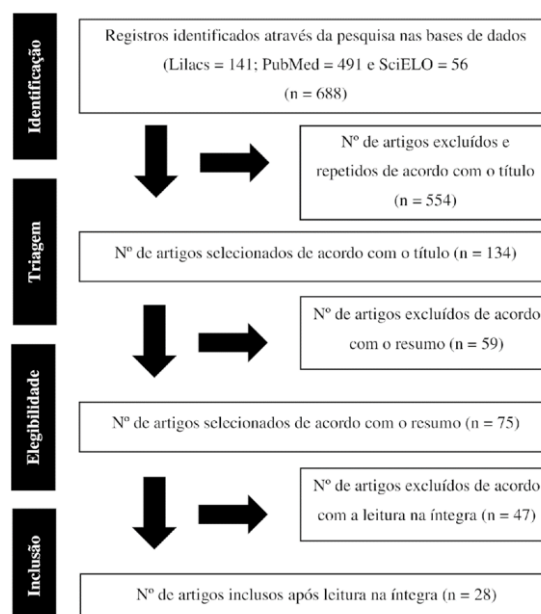 Identificação
Registros identificados através da pesquisa nas bases de dados
(Lilacs = 141; PubMed = 491 e SciELO = 56
(n = 688)
Nº de artigos excluídos e
repetidos de acordo com o título
(n = 554)
Triagem
Nº de artigos selecionados de acordo com o título (n = 134)
Nº de artigos excluídos de acordo
com o resumo (n = 59)
Elegibilidade
Nº de artigos selecionados de acordo com o resumo (n = 75)
Nº de artigos excluídos de acordo
com a leitura na íntegra (n = 47)
Inclusão
Nº de artigos inclusos após leitura na íntegra (n = 28)